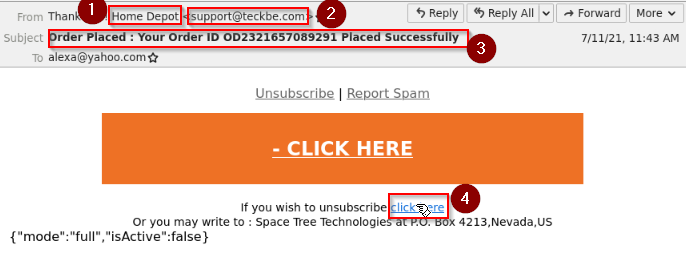 1 2
From Thank Home Depot <support@teckbe.com> Reply Reply All Forward More
Subject Order Placed : Your Order ID OD2321657089291 Placed Successfully 3 7/11/21, 11:43 AM
To alexa@yahoo.com
Unsubscribe | Report Spam
- CLICK HERE
4
If you wish to unsubscribe click here
Or you may write to : Space Tree Technologies at P.O. Box 4213,Nevada,US
{"mode":"full","isActive":false}